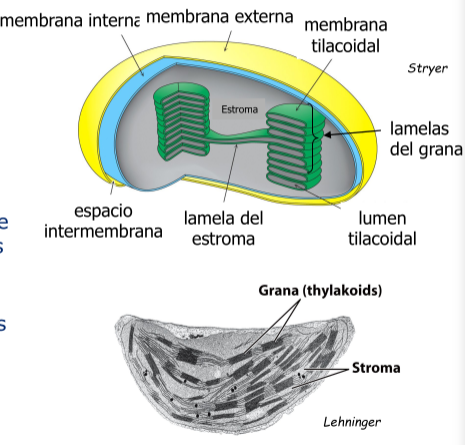 membrana interna
membrana externa
membrana
tilacoidal
Stryer
Estroma
lamelas
del grana
espacio
intermembrana
lamela del
estroma
lumen
tilacoidal
e
s
s
Grana (thylakoids)
Stroma
Lehninger